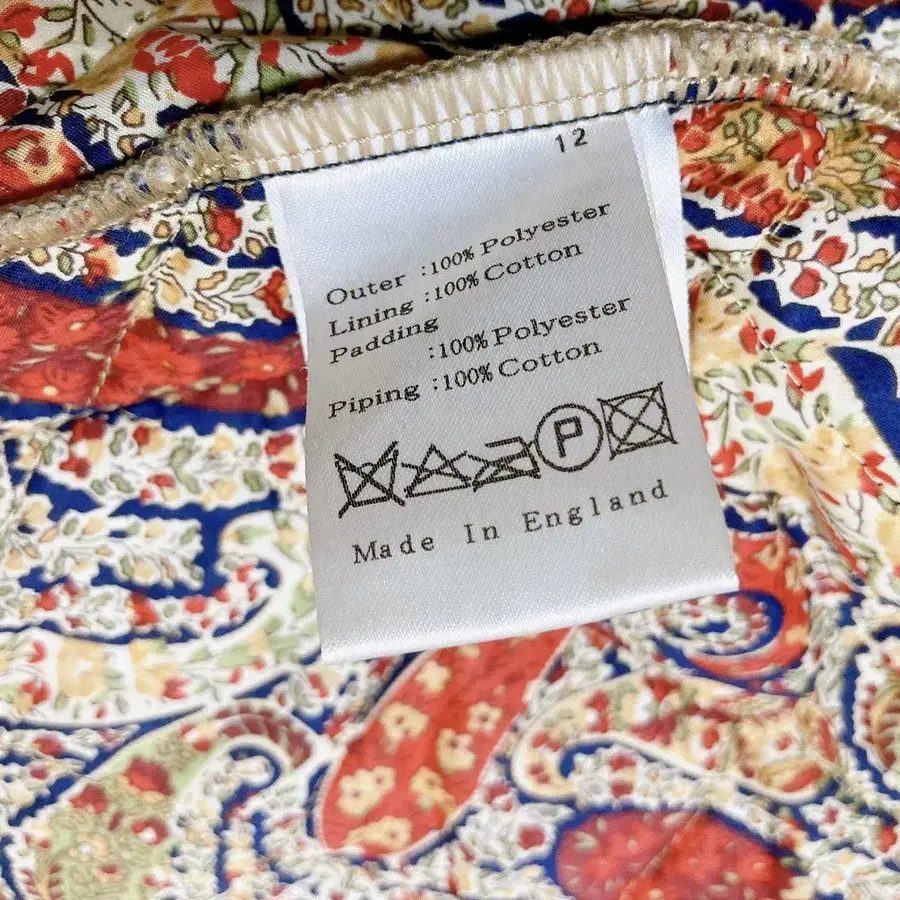 12
Outer :100% Polyester
Lining :100% Cotton
Padding
:100% Polyester
Piping :100% Cotton
P
Made In England